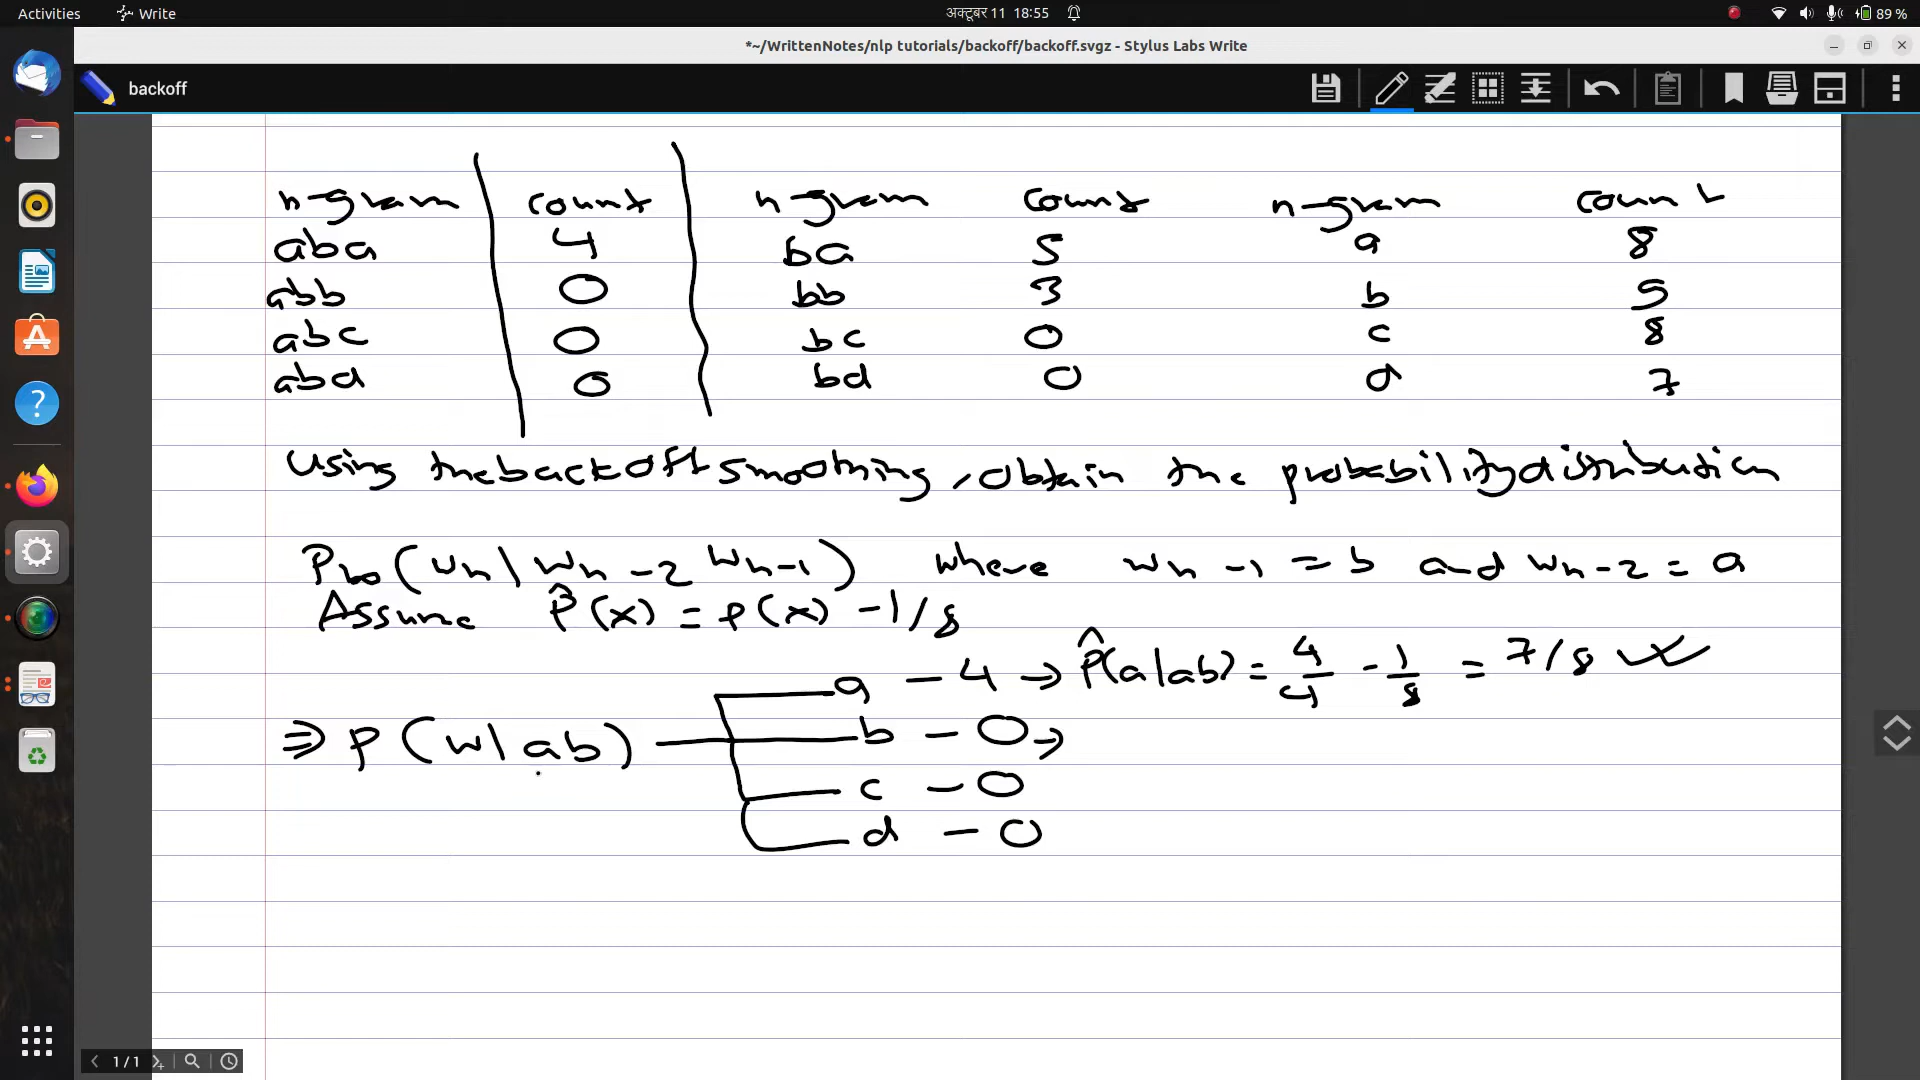 Activities Write अक्टूबर 11 18:55 89 %
*~/WrittenNotes/nlp tutorials/backoff/backoff.svgz - Stylus Labs Write
backoff
n-gram count n-gram count n-gram count
aba 4 ba 5 a 8
abb 0 bb 3 b 5
abc 0 bc 0 c 8
abd 0 bd 0 d 7
Using the backoff smoothing, obtain the probability distribution
Pbo(wn|wn-2 wn-1) where wn-1 = b and wn-2 = a
Assume P̂(x) = p(x) -1/8
a - 4 → P̂(a|ab) = 4/4 - 1/8 = 7/8
⇒ P(w|ab) b - 0 →
c - 0
d - 0
1 / 1